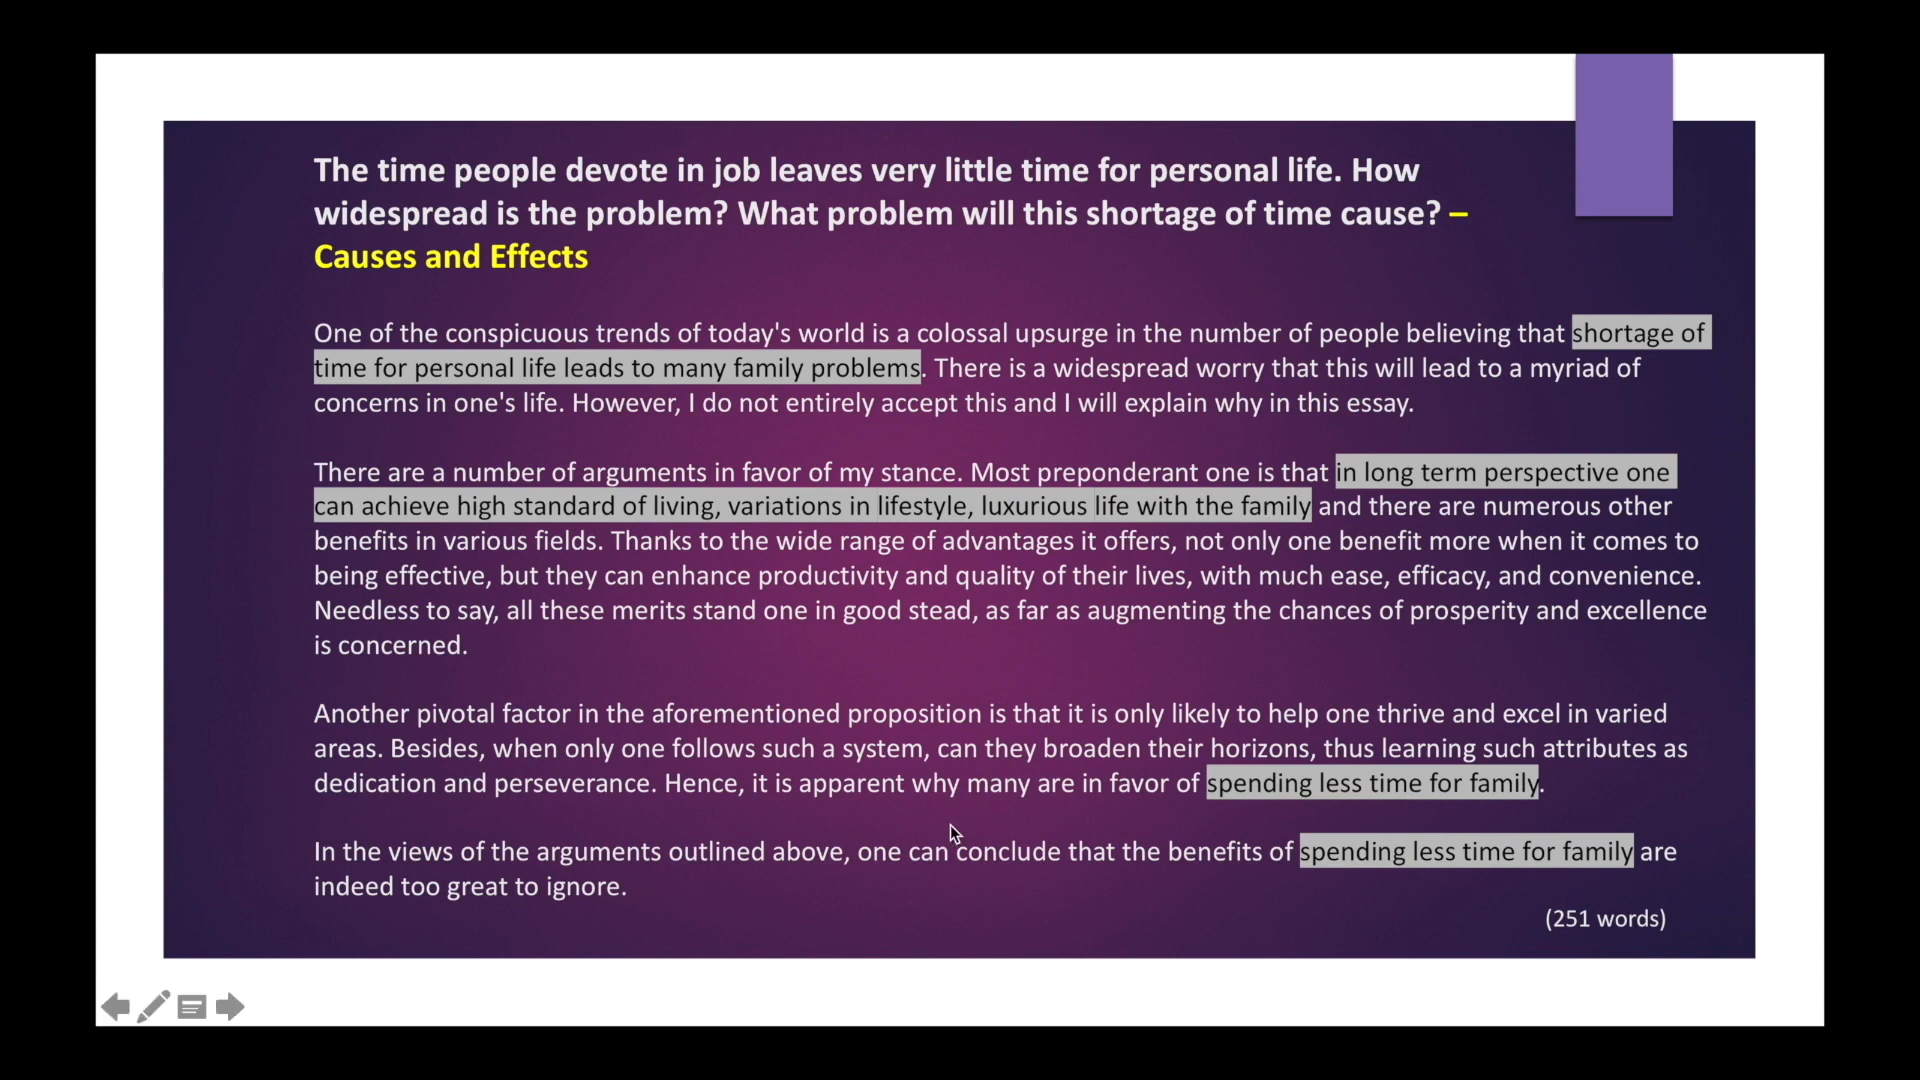 The time people devote in job leaves very little time for personal life. How
widespread is the problem? What problem will this shortage of time cause? –
Causes and Effects
One of the conspicuous trends of today's world is a colossal upsurge in the number of people believing that shortage of
time for personal life leads to many family problems. There is a widespread worry that this will lead to a myriad of
concerns in one's life. However, I do not entirely accept this and I will explain why in this essay.
There are a number of arguments in favor of my stance. Most preponderant one is that in long term perspective one
can achieve high standard of living, variations in lifestyle, luxurious life with the family and there are numerous other
benefits in various fields. Thanks to the wide range of advantages it offers, not only one benefit more when it comes to
being effective, but they can enhance productivity and quality of their lives, with much ease, efficacy, and convenience.
Needless to say, all these merits stand one in good stead, as far as augmenting the chances of prosperity and excellence
is concerned.
Another pivotal factor in the aforementioned proposition is that it is only likely to help one thrive and excel in varied
areas. Besides, when only one follows such a system, can they broaden their horizons, thus learning such attributes as
dedication and perseverance. Hence, it is apparent why many are in favor of spending less time for family.
In the views of the arguments outlined above, one can conclude that the benefits of spending less time for family are
indeed too great to ignore.
(251 words)